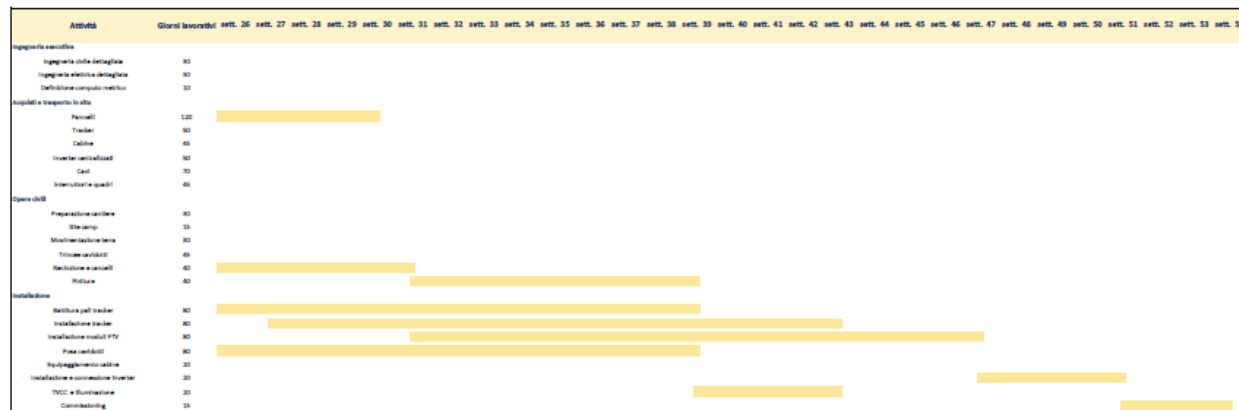 Attività Giorni lavorativi sett. 26 sett. 27 sett. 28 sett. 29 sett. 30 sett. 31 sett. 32 sett. 33 sett. 34 sett. 35 sett. 36 sett. 37 sett. 38 sett. 39 sett. 40 sett. 41 sett. 42 sett. 43 sett. 44 sett. 45 sett. 46 sett. 47 sett. 48 sett. 49 sett. 50 sett. 51 sett. 52 sett. 53 sett. 5
Ingegneria esecutiva
Ingegneria civile dettagliata 30
Ingegneria elettrica dettagliata 30
Definizione computo metrico 10
Acquisti e trasporto in sito
Pannelli 120
Tracker 50
Cabine 45
Inverter centralizzati 50
Cavi 70
Interruttori e quadri 45
Opere civili
Preparazione cantiere 30
Site camp 15
Movimentazione terra 30
Trincee cavidotti 45
Recinzione e cancelli 40
Finiture 40
Installazione
Battitura pali tracker 80
Installazione tracker 80
Installazione moduli FTV 80
Posa cavidotti 80
Equipaggiamento cabine 20
Installazione e connessione inverter 20
TVCC e illuminazione 20
Commissioning 15